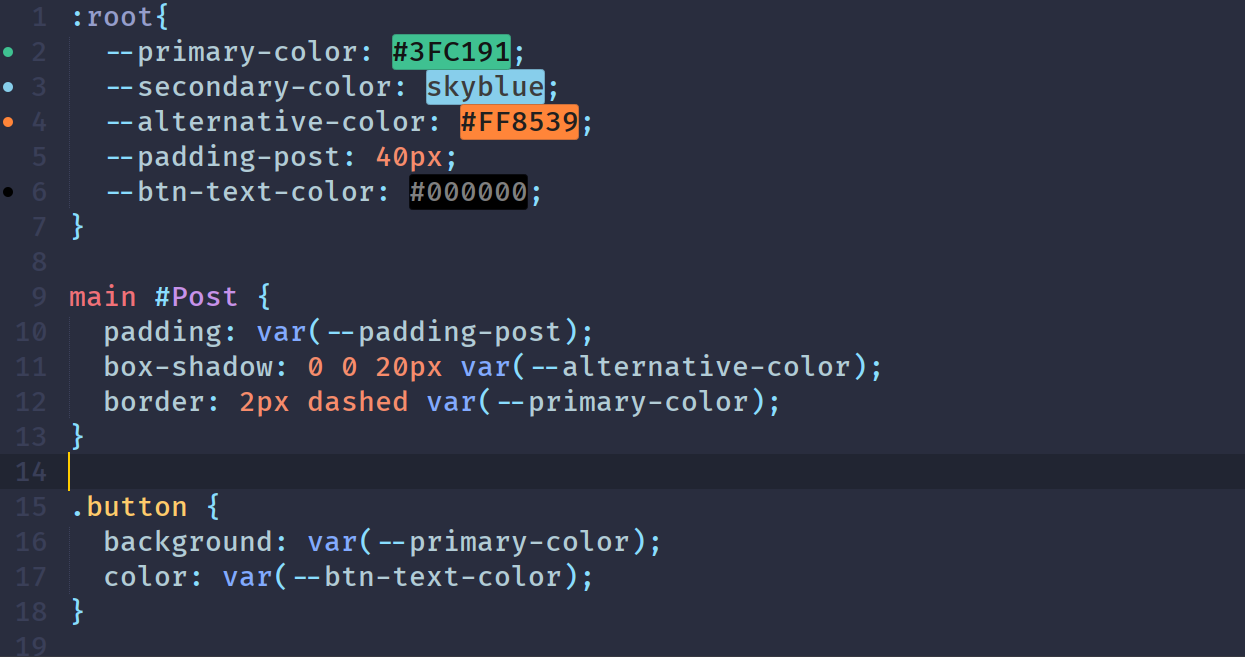 1 :root{
2   --primary-color: #3FC191;
3   --secondary-color: skyblue;
4   --alternative-color: #FF8539;
5   --padding-post: 40px;
6   --btn-text-color: #000000;
7 }
8
9 main #Post {
10   padding: var(--padding-post);
11   box-shadow: 0 0 20px var(--alternative-color);
12   border: 2px dashed var(--primary-color);
13 }
14
15 .button {
16   background: var(--primary-color);
17   color: var(--btn-text-color);
18 }
19